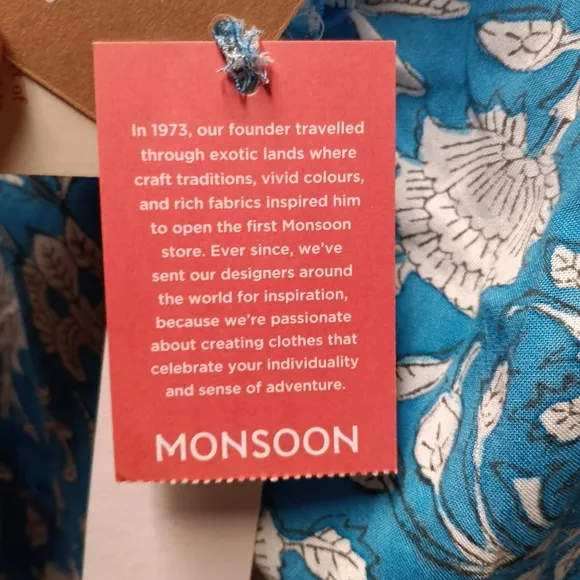 In 1973, our founder travelled
through exotic lands where
craft traditions, vivid colours,
and rich fabrics inspired him
to open the first Monsoon
store. Ever since, we've
sent our designers around
the world for inspiration,
because we're passionate
about creating clothes that
celebrate your individuality
and sense of adventure.
MONSOON